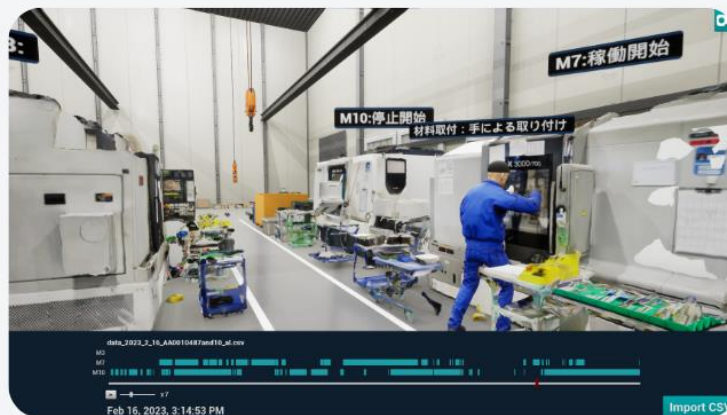 M7:稼働開始
M10:停止開始
材料取付：手による取り付け
data_2023_2_16_AA0010487and10_al.csv
M3
M7
M10
x7
Feb 16, 2023, 3:14:53 PM
Import CSV